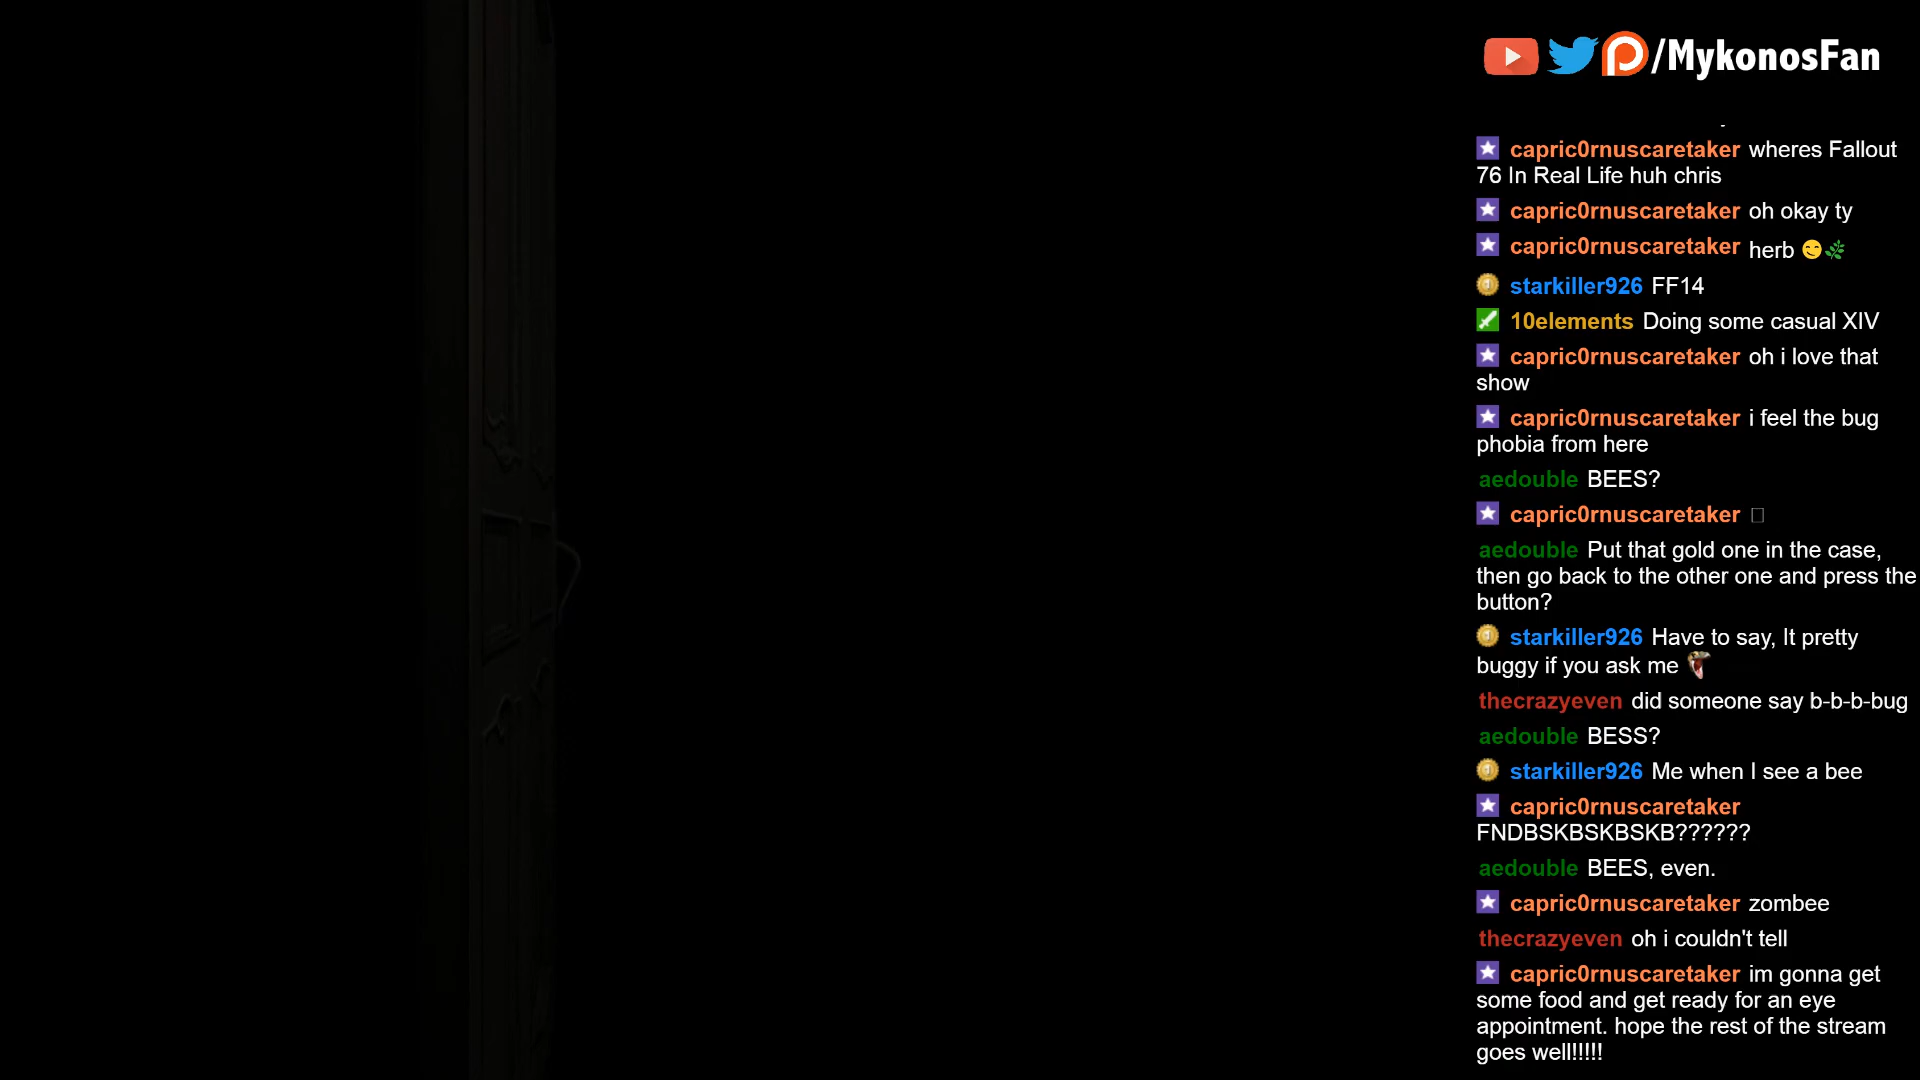 /MykonosFan
capric0rnuscaretaker wheres Fallout
76 In Real Life huh chris
capric0rnuscaretaker oh okay ty
capric0rnuscaretaker herb 😌🌿
starkiller926 FF14
10elements Doing some casual XIV
capric0rnuscaretaker oh i love that
show
capric0rnuscaretaker i feel the bug
phobia from here
aedouble BEES?
capric0rnuscaretaker
aedouble Put that gold one in the case,
then go back to the other one and press the
button?
starkiller926 Have to say, It pretty
buggy if you ask me
thecrazyeven did someone say b-b-b-bug
aedouble BESS?
starkiller926 Me when I see a bee
capric0rnuscaretaker
FNDBSKBSKBSKB??????
aedouble BEES, even.
capric0rnuscaretaker zombee
thecrazyeven oh i couldn't tell
capric0rnuscaretaker im gonna get
some food and get ready for an eye
appointment. hope the rest of the stream
goes well!!!!!